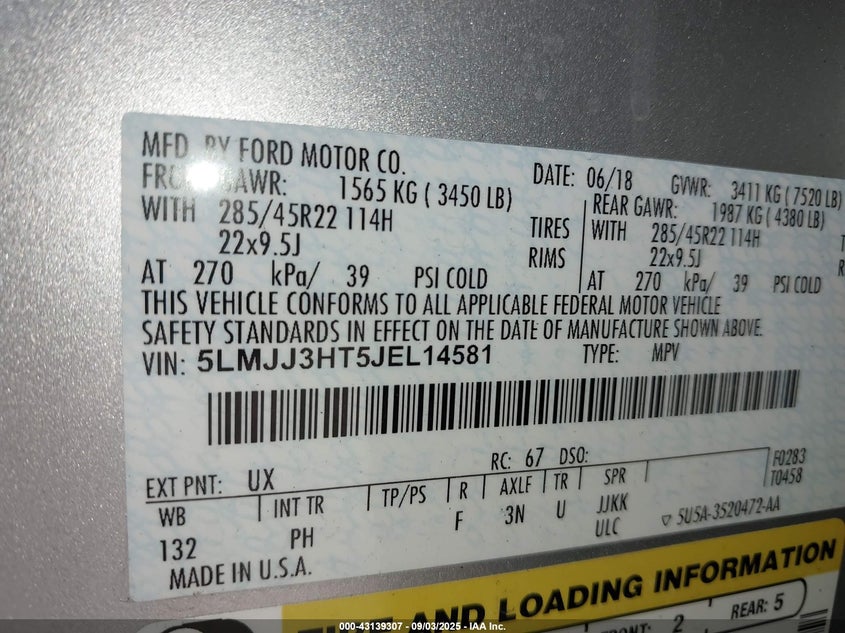 MFD. BY FORD MOTOR CO.
DATE: 06/18 GVWR: 3411 KG ( 7520 LB)
FRONT GAWR: 1565 KG ( 3450 LB)
REAR GAWR: 1987 KG ( 4380 LB)
WITH 285/45R22 114H TIRES
WITH 285/45R22 114H
22x9.5J RIMS
22x9.5J
AT 270 kPa/ 39 PSI COLD
AT 270 kPa/ 39 PSI COLD
THIS VEHICLE CONFORMS TO ALL APPLICABLE FEDERAL MOTOR VEHICLE
SAFETY STANDARDS IN EFFECT ON THE DATE OF MANUFACTURE SHOWN ABOVE.
VIN: 5LMJJ3HT5JEL14581 TYPE: MPV
EXT PNT: UX RC: 67 DSO: F0283
T0458
WB INT TR TP/PS R AXLE TR SPR
132 PH F 3N U JJKK
ULC
5U5A-3520472-AA
MADE IN U.S.A.
AND LOADING INFORMATION
2 REAR: 5
000-43139307 - 09/03/2025 - IAA Inc.